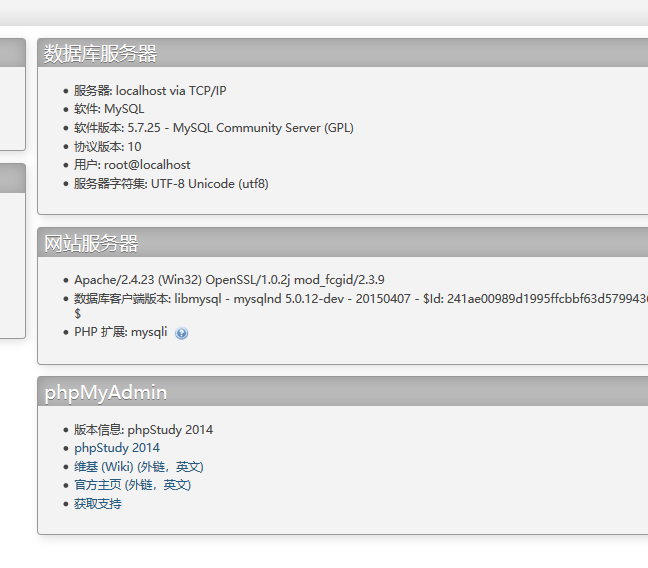 数据库服务器
服务器: localhost via TCP/IP
软件: MySQL
软件版本: 5.7.25 - MySQL Community Server (GPL)
协议版本: 10
用户: root@localhost
服务器字符集: UTF-8 Unicode (utf8)
网站服务器
Apache/2.4.23 (Win32) OpenSSL/1.0.2j mod_fcgid/2.3.9
数据库客户端版本: libmysql - mysqlnd 5.0.12-dev - 20150407 - $Id: 241ae00989d1995ffcbbf63d579943
$
PHP 扩展: mysqli
phpMyAdmin
版本信息: phpStudy 2014
phpStudy 2014
维基 (Wiki) (外链，英文)
官方主页 (外链，英文)
获取支持